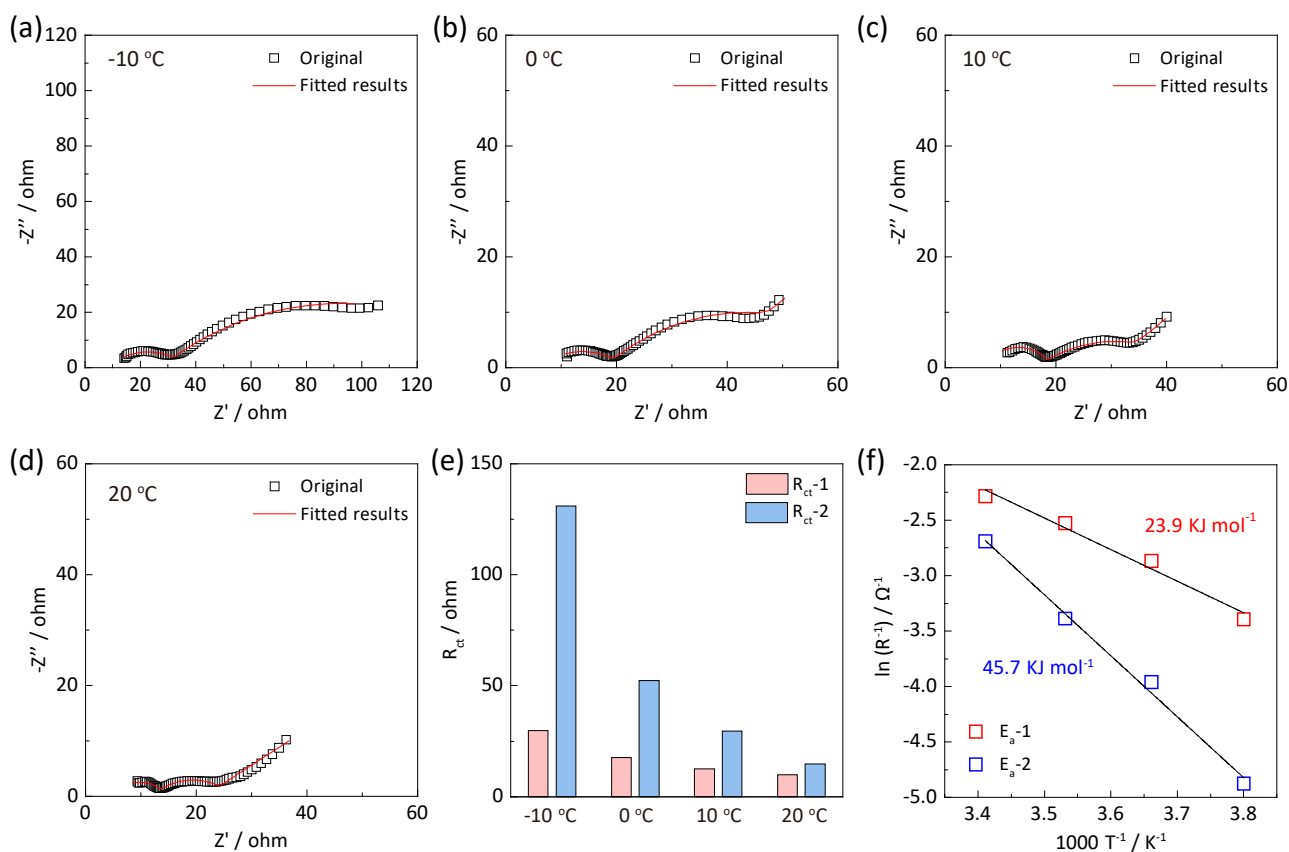 (a)
-10 °C
Original
Fitted results
120
100
80
60
40
20
0
-Z'' / ohm
0 20 40 60 80 100 120
Z' / ohm
(b)
0 °C
Original
Fitted results
60
40
20
0
-Z'' / ohm
0 20 40 60
Z' / ohm
(c)
10 °C
Original
Fitted results
60
40
20
0
-Z'' / ohm
0 20 40 60
Z' / ohm
(d)
20 °C
Original
Fitted results
60
40
20
0
-Z'' / ohm
0 20 40 60
Z' / ohm
(e)
Rct-1
Rct-2
150
100
50
0
Rct / ohm
-10 °C 0 °C 10 °C 20 °C
(f)
-2.0
-2.5
-3.0
-3.5
-4.0
-4.5
-5.0
ln (R-1) / Ω-1
23.9 KJ mol-1
45.7 KJ mol-1
Ea-1
Ea-2
3.4 3.5 3.6 3.7 3.8
1000 T-1 / K-1